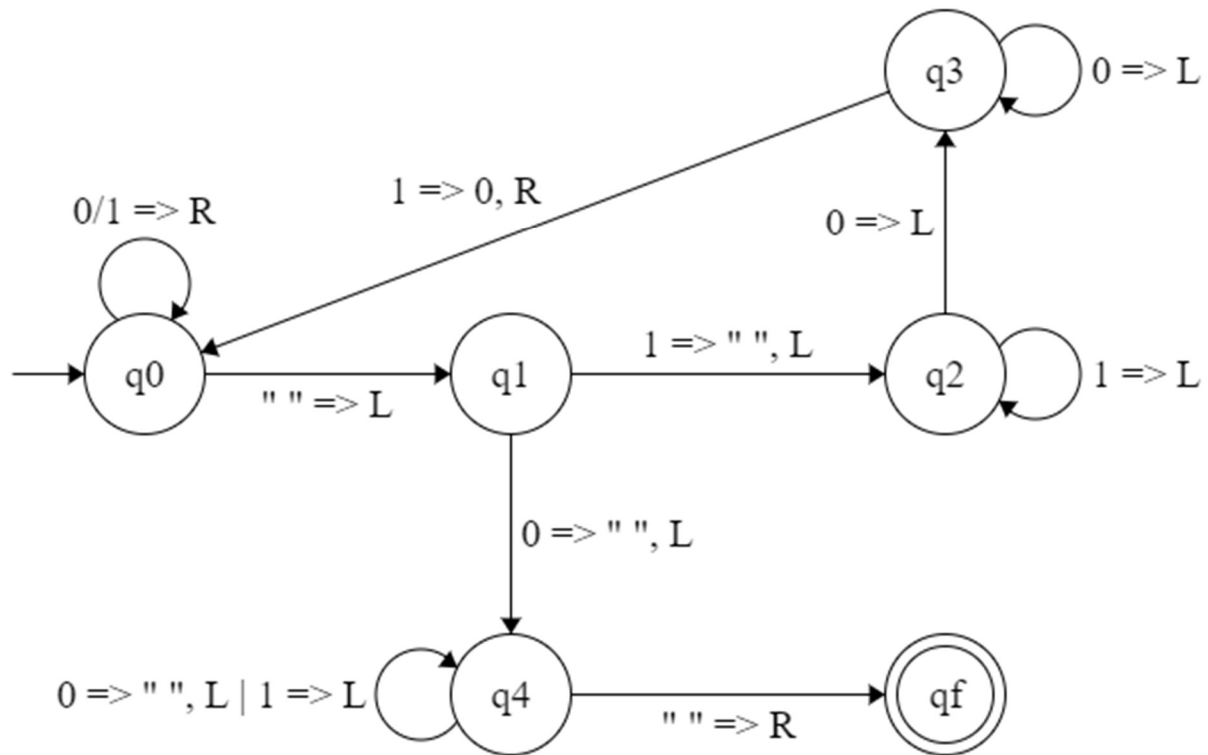 q3
0 => L
1 => 0, R
0/1 => R
0 => L
q0
" " => L
q1
1 => " ", L
q2
1 => L
0 => " ", L
0 => " ", L | 1 => L
q4
" " => R
qf